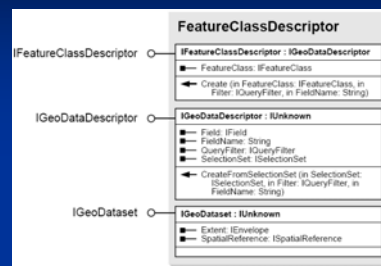 FeatureClassDescriptor
IFeatureClassDescriptor
IFeatureClassDescriptor : IGeoDataDescriptor
FeatureClass: IFeatureClass
Create (in FeatureClass: IFeatureClass, in
Filter: IQueryFilter, in FieldName: String)
IGeoDataDescriptor
IGeoDataDescriptor : IUnknown
Field: IField
FieldName: String
QueryFilter: IQueryFilter
SelectionSet: ISelectionSet
CreateFromSelectionSet (in SelectionSet:
ISelectionSet, in Filter: IQueryFilter, in
FieldName: String)
IGeoDataset
IGeoDataset : IUnknown
Extent: IEnvelope
SpatialReference: ISpatialReference